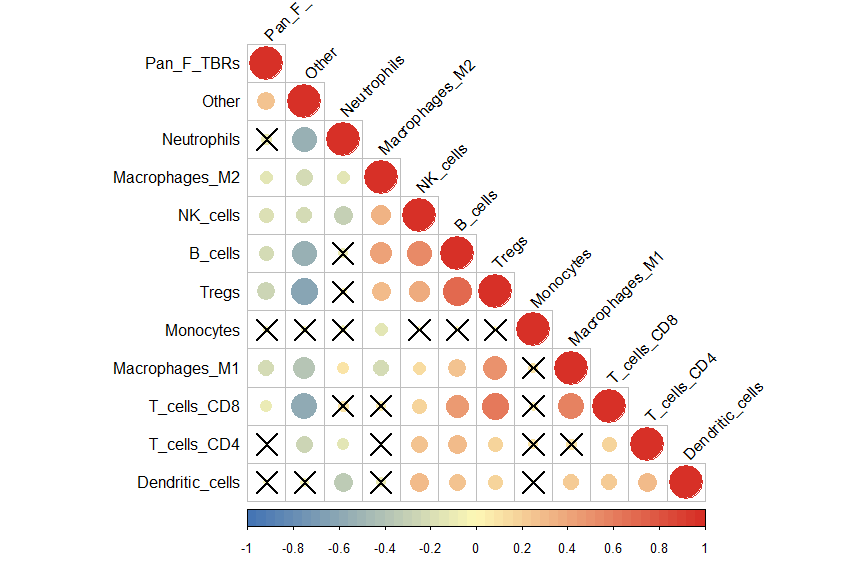 Pan_F_
Other
Neutrophils
Macrophages_M2
NK_cells
B_cells
Tregs
Monocytes
Macrophages_M1
T_cells_CD8
T_cells_CD4
Dendritic_cells
Pan_F_TBRs
Other
Neutrophils
Macrophages_M2
NK_cells
B_cells
Tregs
Monocytes
Macrophages_M1
T_cells_CD8
T_cells_CD4
Dendritic_cells
-1 -0.8 -0.6 -0.4 -0.2 0 0.2 0.4 0.6 0.8 1